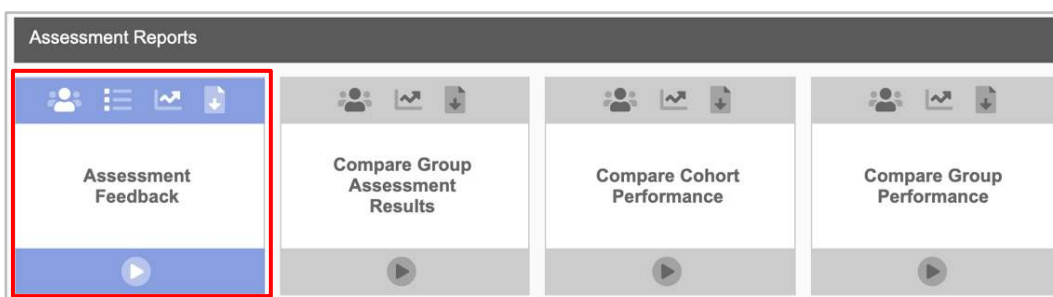 Assessment Reports
Assessment
Feedback
Compare Group
Assessment
Results
Compare Cohort
Performance
Compare Group
Performance